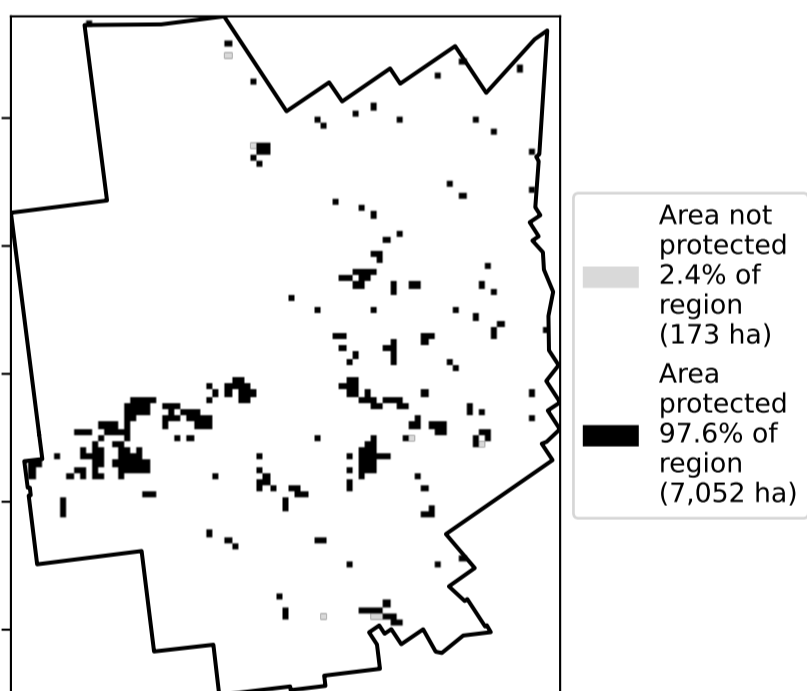 Area not
protected
2.4% of
region
(173 ha)
Area
protected
97.6% of
region
(7,052 ha)